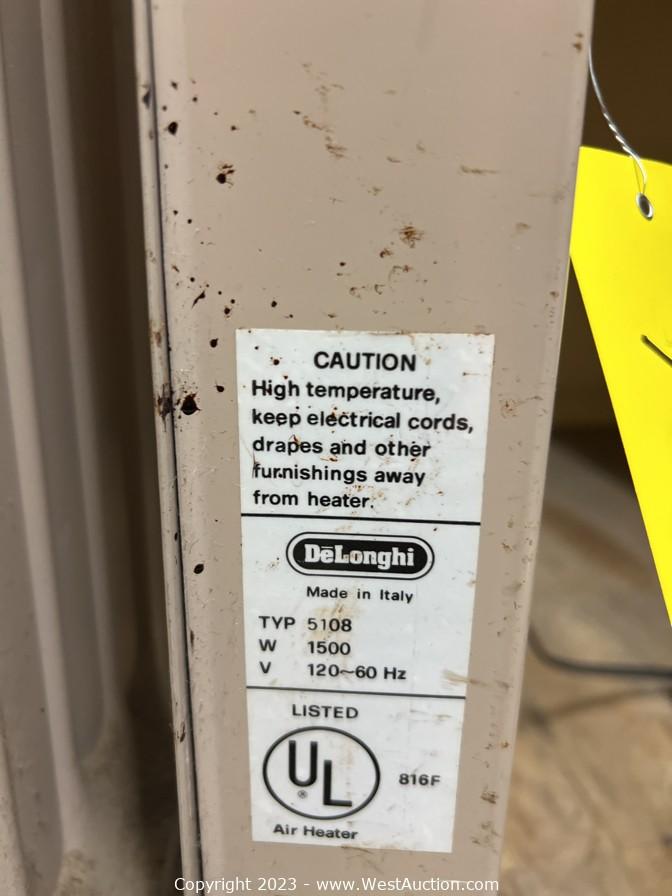 CAUTION
High temperature,
keep electrical cords,
drapes and other
furnishings away
from heater.
DēLonghi
Made in Italy
TYP 5108
W 1500
V 120~60 Hz
LISTED
UL
®
816F
Air Heater
Copyright 2023 - www.WestAuction.com